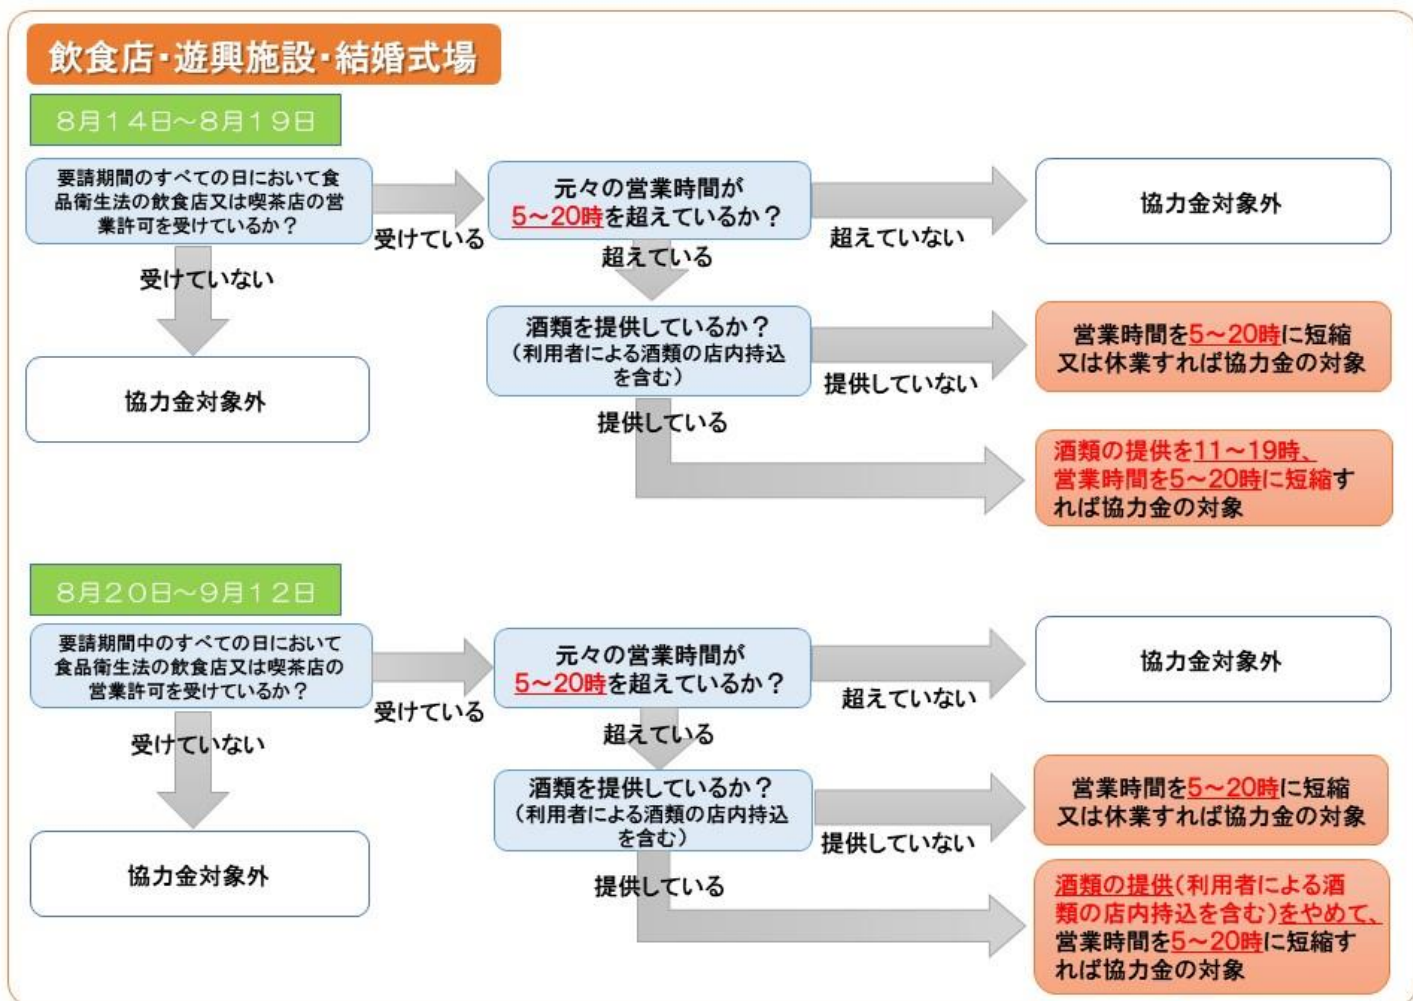 飲食店・遊興施設・結婚式場
8月14日～8月19日
要請期間のすべての日において食
品衛生法の飲食店又は喫茶店の営
業許可を受けているか？
受けている
元々の営業時間が
5～20時を超えているか？
超えていない
協力金対象外
受けていない
協力金対象外
超えている
酒類を提供しているか？
（利用者による酒類の店内持込
を含む）
提供していない
営業時間を5～20時に短縮
又は休業すれば協力金の対象
提供している
酒類の提供を11～19時、
営業時間を5～20時に短縮す
れば協力金の対象
8月20日～9月12日
要請期間中のすべての日において
食品衛生法の飲食店又は喫茶店の
営業許可を受けているか？
受けている
元々の営業時間が
5～20時を超えているか？
超えていない
協力金対象外
受けていない
協力金対象外
超えている
酒類を提供しているか？
（利用者による酒類の店内持込
を含む）
提供していない
営業時間を5～20時に短縮
又は休業すれば協力金の対象
提供している
酒類の提供（利用者による酒
類の店内持込を含む）をやめて、
営業時間を5～20時に短縮す
れば協力金の対象